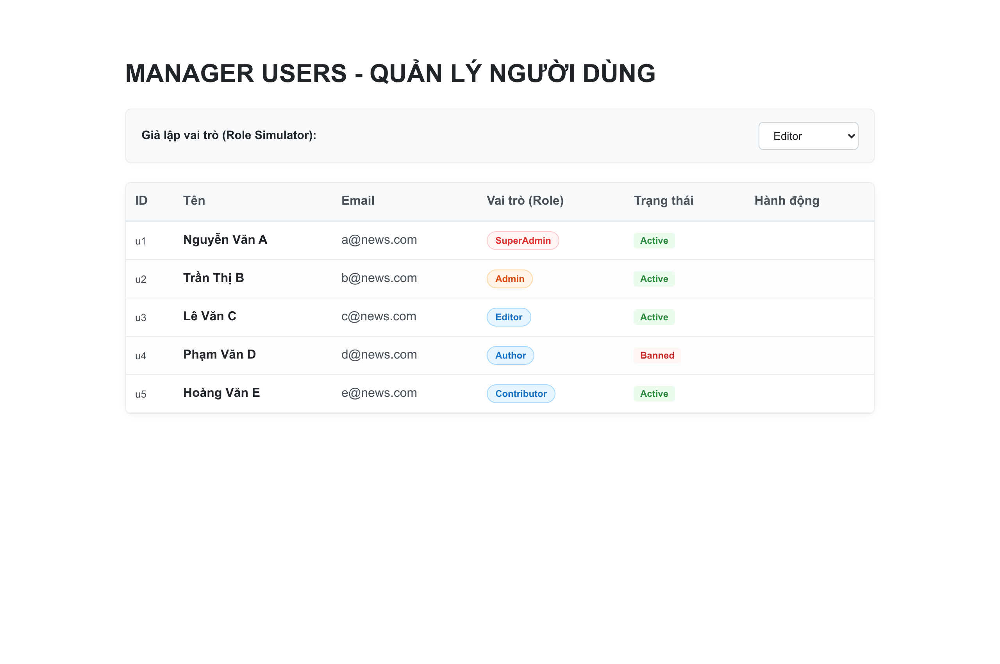 MANAGER USERS - QUẢN LÝ NGƯỜI DÙNG
Giả lập vai trò (Role Simulator): Editor
ID Tên Email Vai trò (Role) Trạng thái Hành động
u1 Nguyễn Văn A a@news.com SuperAdmin Active
u2 Trần Thị B b@news.com Admin Active
u3 Lê Văn C c@news.com Editor Active
u4 Phạm Văn D d@news.com Author Banned
u5 Hoàng Văn E e@news.com Contributor Active